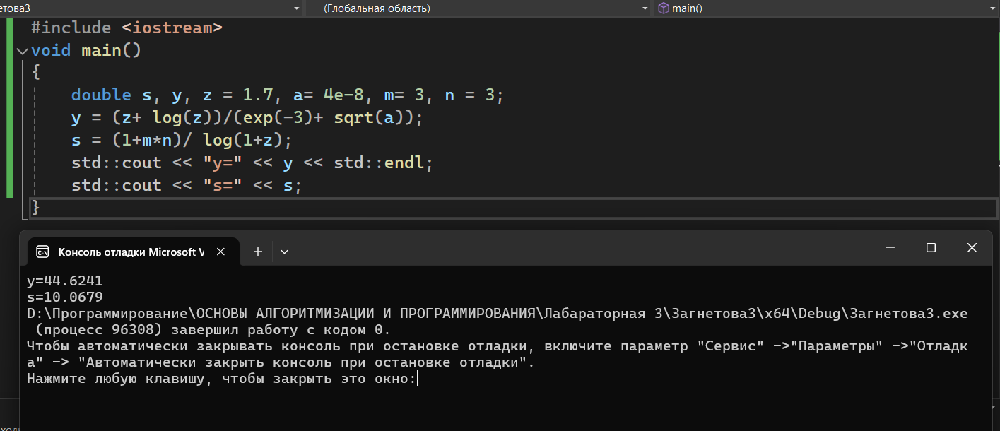 етова3 (Глобальная область) main()
#include <iostream>
void main()
{
double s, y, z = 1.7, a= 4e-8, m= 3, n = 3;
y = (z+ log(z))/(exp(-3)+ sqrt(a));
s = (1+m*n)/ log(1+z);
std::cout << "y=" << y << std::endl;
std::cout << "s=" << s;
}
Консоль отладки Microsoft V
y=44.6241
s=10.0679
D:\Программирование\ОСНОВЫ АЛГОРИТМИЗАЦИИ И ПРОГРАММИРОВАНИЯ\Лабараторная 3\Загнетова3\x64\Debug\Загнетова3.exe
(процесс 96308) завершил работу с кодом 0.
Чтобы автоматически закрывать консоль при остановке отладки, включите параметр "Сервис" ->"Параметры" ->"Отладк
а" -> "Автоматически закрыть консоль при остановке отладки".
Нажмите любую клавишу, чтобы закрыть это окно: